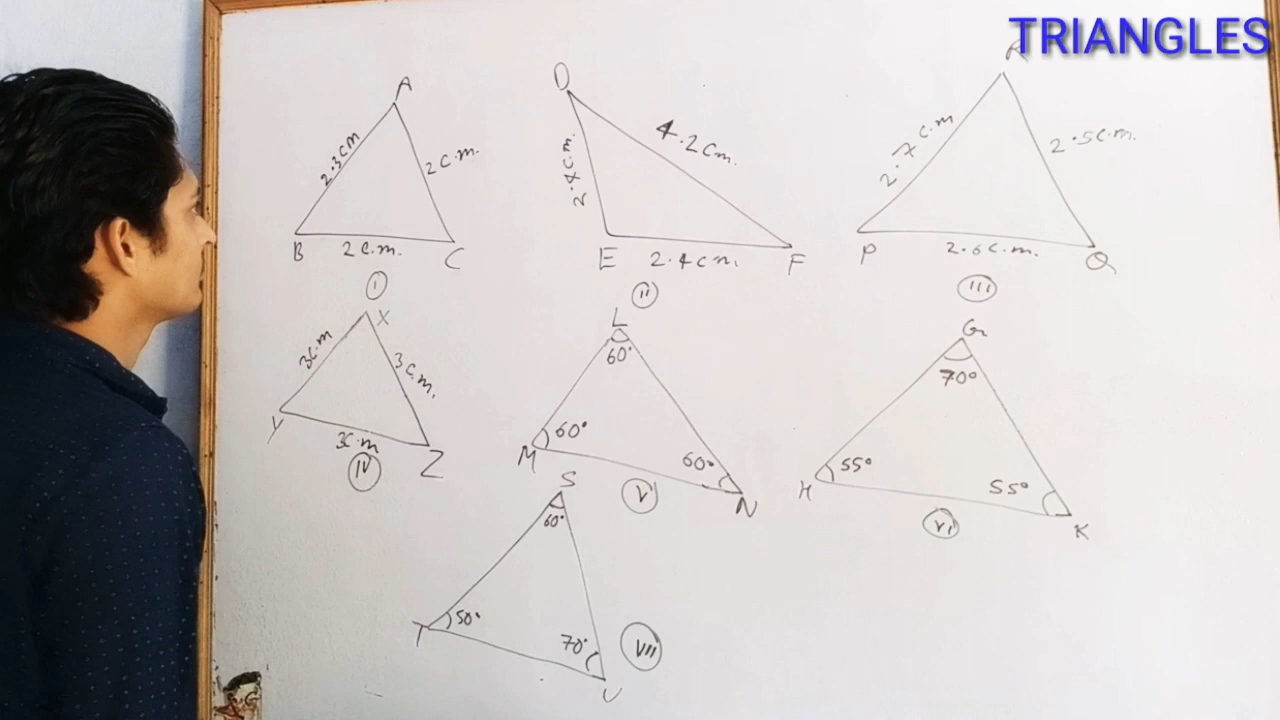 TRIANGLES
A
2.3cm
2c.m.
B
2c.m.
C
I
D
2.4c.m.
4.2cm.
E
2.4cm.
F
II
R
2.7c.m
2.5c.m.
P
2.6c.m.
Q
III
X
3c.m
3c.m.
Y
3c.m
Z
IV
L
60°
M
60°
60°
N
V
G
70°
H
55°
55°
K
VI
S
60°
T
50°
70°
U
VII